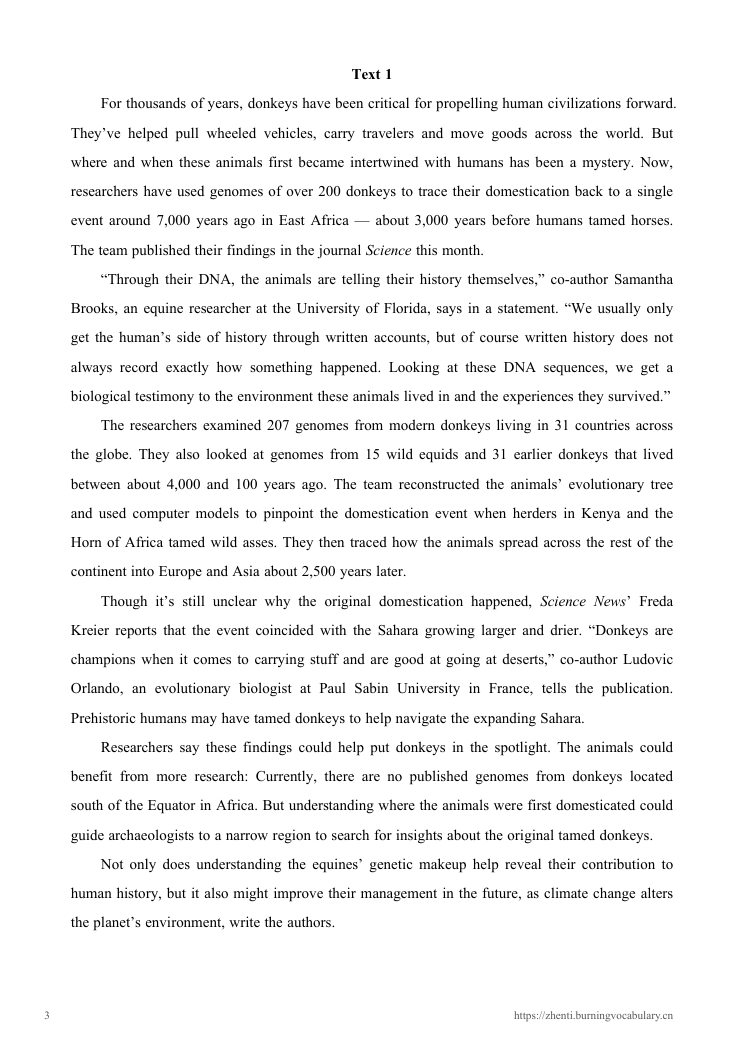 Text 1
For thousands of years, donkeys have been critical for propelling human civilizations forward.
They’ve helped pull wheeled vehicles, carry travelers and move goods across the world. But
where and when these animals first became intertwined with humans has been a mystery. Now,
researchers have used genomes of over 200 donkeys to trace their domestication back to a single
event around 7,000 years ago in East Africa — about 3,000 years before humans tamed horses.
The team published their findings in the journal Science this month.
“Through their DNA, the animals are telling their history themselves,” co-author Samantha
Brooks, an equine researcher at the University of Florida, says in a statement. “We usually only
get the human’s side of history through written accounts, but of course written history does not
always record exactly how something happened. Looking at these DNA sequences, we get a
biological testimony to the environment these animals lived in and the experiences they survived.”
The researchers examined 207 genomes from modern donkeys living in 31 countries across
the globe. They also looked at genomes from 15 wild equids and 31 earlier donkeys that lived
between about 4,000 and 100 years ago. The team reconstructed the animals’ evolutionary tree
and used computer models to pinpoint the domestication event when herders in Kenya and the
Horn of Africa tamed wild asses. They then traced how the animals spread across the rest of the
continent into Europe and Asia about 2,500 years later.
Though it’s still unclear why the original domestication happened, Science News’ Freda
Kreier reports that the event coincided with the Sahara growing larger and drier. “Donkeys are
champions when it comes to carrying stuff and are good at going at deserts,” co-author Ludovic
Orlando, an evolutionary biologist at Paul Sabin University in France, tells the publication.
Prehistoric humans may have tamed donkeys to help navigate the expanding Sahara.
Researchers say these findings could help put donkeys in the spotlight. The animals could
benefit from more research: Currently, there are no published genomes from donkeys located
south of the Equator in Africa. But understanding where the animals were first domesticated could
guide archaeologists to a narrow region to search for insights about the original tamed donkeys.
Not only does understanding the equines’ genetic makeup help reveal their contribution to
human history, but it also might improve their management in the future, as climate change alters
the planet’s environment, write the authors.
3
https://zhenti.burningvocabulary.cn